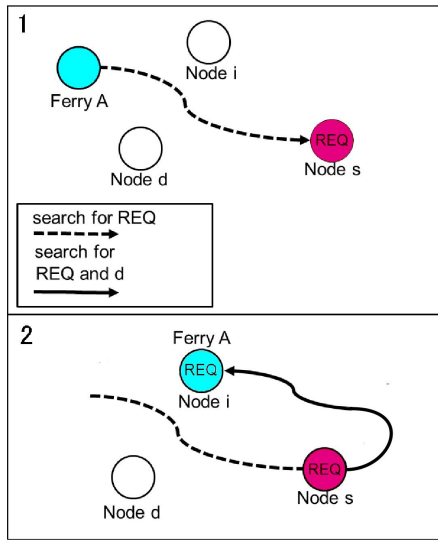 1
Node i
Ferry A
REQ
Node s
Node d
search for REQ
search for
REQ and d
2
Ferry A
REQ
Node i
REQ
Node s
Node d